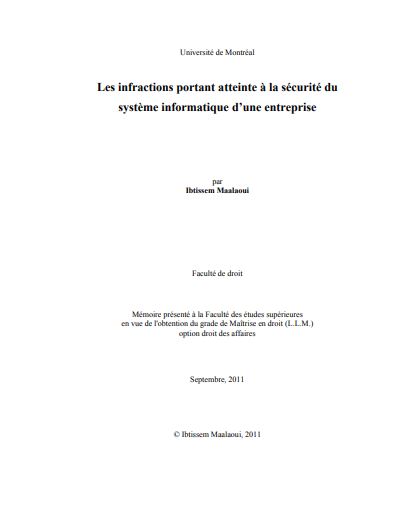 Université de Montréal
Les infractions portant atteinte à la sécurité du
système informatique d’une entreprise
par
Ibtissem Maalaoui
Faculté de droit
Mémoire présenté à la Faculté des études supérieures
en vue de l'obtention du grade de Maîtrise en droit (L.L.M.)
option droit des affaires
Septembre, 2011
© Ibtissem Maalaoui, 2011